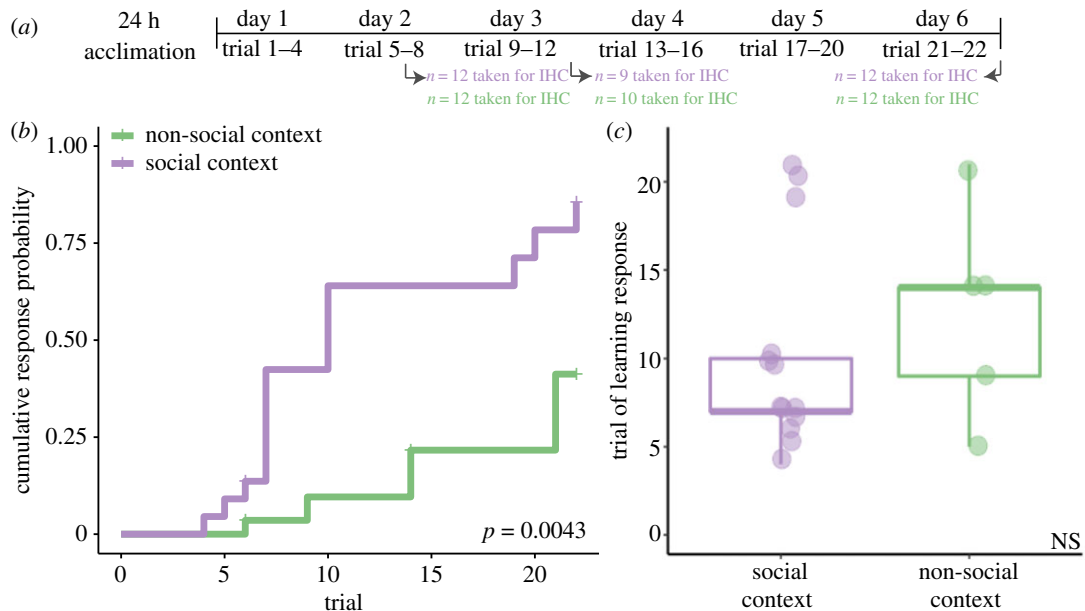 (a)
24 h
acclimation
day 1 day 2 day 3 day 4 day 5 day 6
trial 1–4 trial 5–8 trial 9–12 trial 13–16 trial 17–20 trial 21–22
n = 12 taken for IHC n = 9 taken for IHC n = 12 taken for IHC
n = 12 taken for IHC n = 10 taken for IHC n = 12 taken for IHC
(b)
non-social context
social context
cumulative response probability
1.00
0.75
0.50
0.25
0
p = 0.0043
0 5 10 15 20
trial
(c)
trial of learning response
20
15
10
5
0
NS
social
context
non-social
context